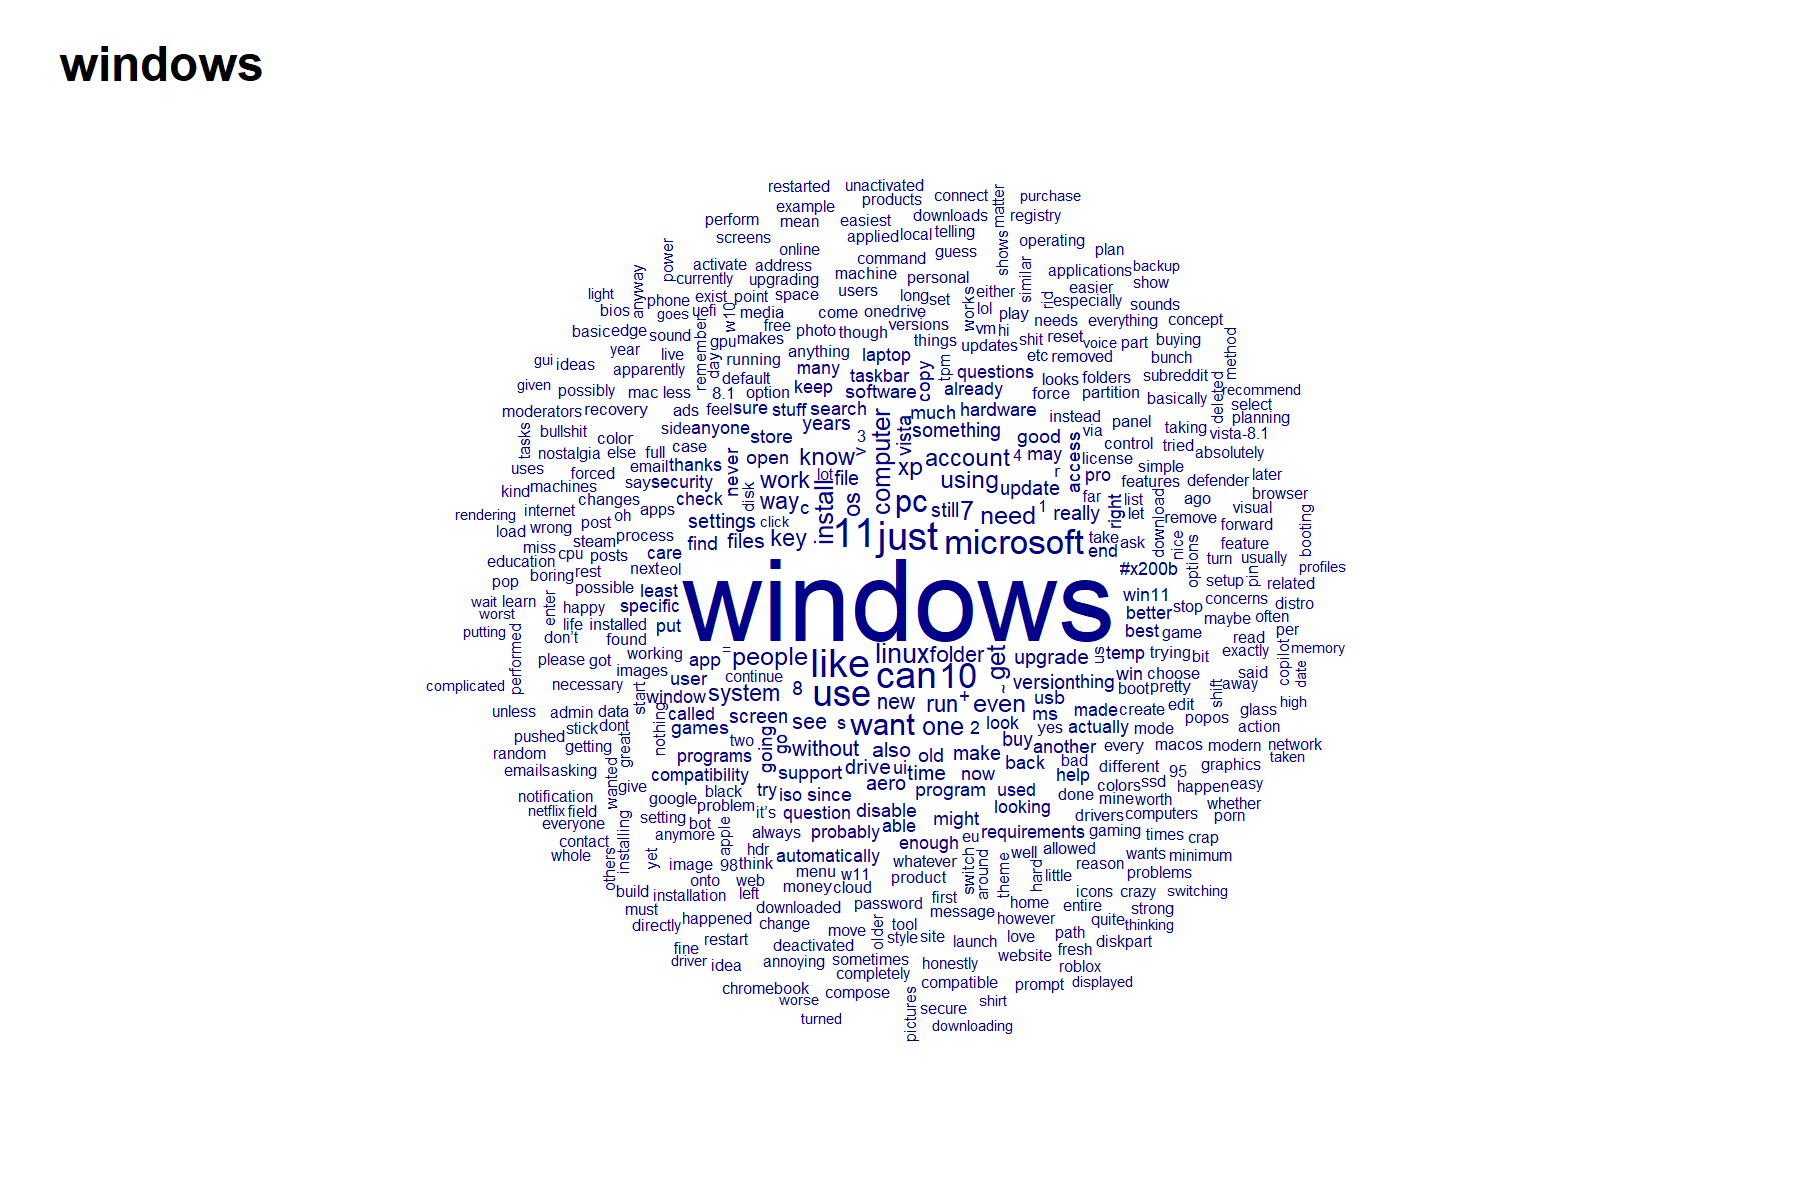 windows
restarted unactivated
products connect matter purchase
example
perform mean easiest downloads registry
screens applied local telling shows operating
power online guess plan
anyway activate address command similar applications backup
currently upgrading machine personal easier show
light phone exist point space users long set either rid especially sounds
bios goes uefi w10 media come onedrive works lol play needs everything concept
basic edge sound remember free photo though versions vm hi shit reset voice part buying method
year live gpu makes anything laptop things updates etc removed bunch
gui ideas apparently day running many taskbar copy tpm questions looks folders subreddit deleted
given possibly mac less 8.1 default option keep software already force partition basically recommend
moderators recovery ads feel sure stuff search much hardware instead panel taking select planning
tasks bullshit color side anyone store years 3 computer vista something good via control tried vista-8.1
nostalgia else full case never open know v xp account 4 may access license simple absolutely
uses forced email thanks work lot file using r pro features defender later
kind machines say security disk way c install os pc update far list download ago browser
rendering internet changes apps check settings click still 7 need 1 really right let remove visual
load wrong post oh process find files key . 11 just microsoft take ask nice forward booting
miss steam care end options feature
education cpu posts next eol #x200b turn usually profiles
pop boring rest possible least windows win11 setup pin related
wait learn enter happy specific better stop concerns distro
worst life installed put best game maybe often
putting performed don't found read per
please got working app = people like linux folder get upgrade us temp trying bit exactly copilot memory
complicated necessary images user continue can 10 version thing win choose said date
start window system 8 use new run + ~ even usb boot pretty shift away high
unless admin data called screen see s want one 2 look ms made create edit glass
pushed stick dont nothing games two going go yes actually mode popos action
random getting great programs without also old make buy another every macos modern network
emails asking wanted compatibility support drive ui time now back bad different 95 graphics taken
notification give black try iso since aero program used help colors ssd happen easy
netflix field google problem it's question disable looking done mine worth whether
everyone setting bot apple always probably able might drivers computers porn
contact installing anymore hdr enough eu requirements gaming times crap
whole others yet image 98 think automatically whatever switch around well allowed wants minimum
onto web menu w11 product theme hard little reason problems
build installation left money cloud first home icons crazy switching
must downloaded password message entire strong
directly happened change move older tool however quite thinking
fine restart deactivated style site launch love path diskpart
driver idea annoying sometimes honestly website fresh
completely roblox
chromebook compose compatible prompt displayed
worse pictures secure shirt
turned downloading